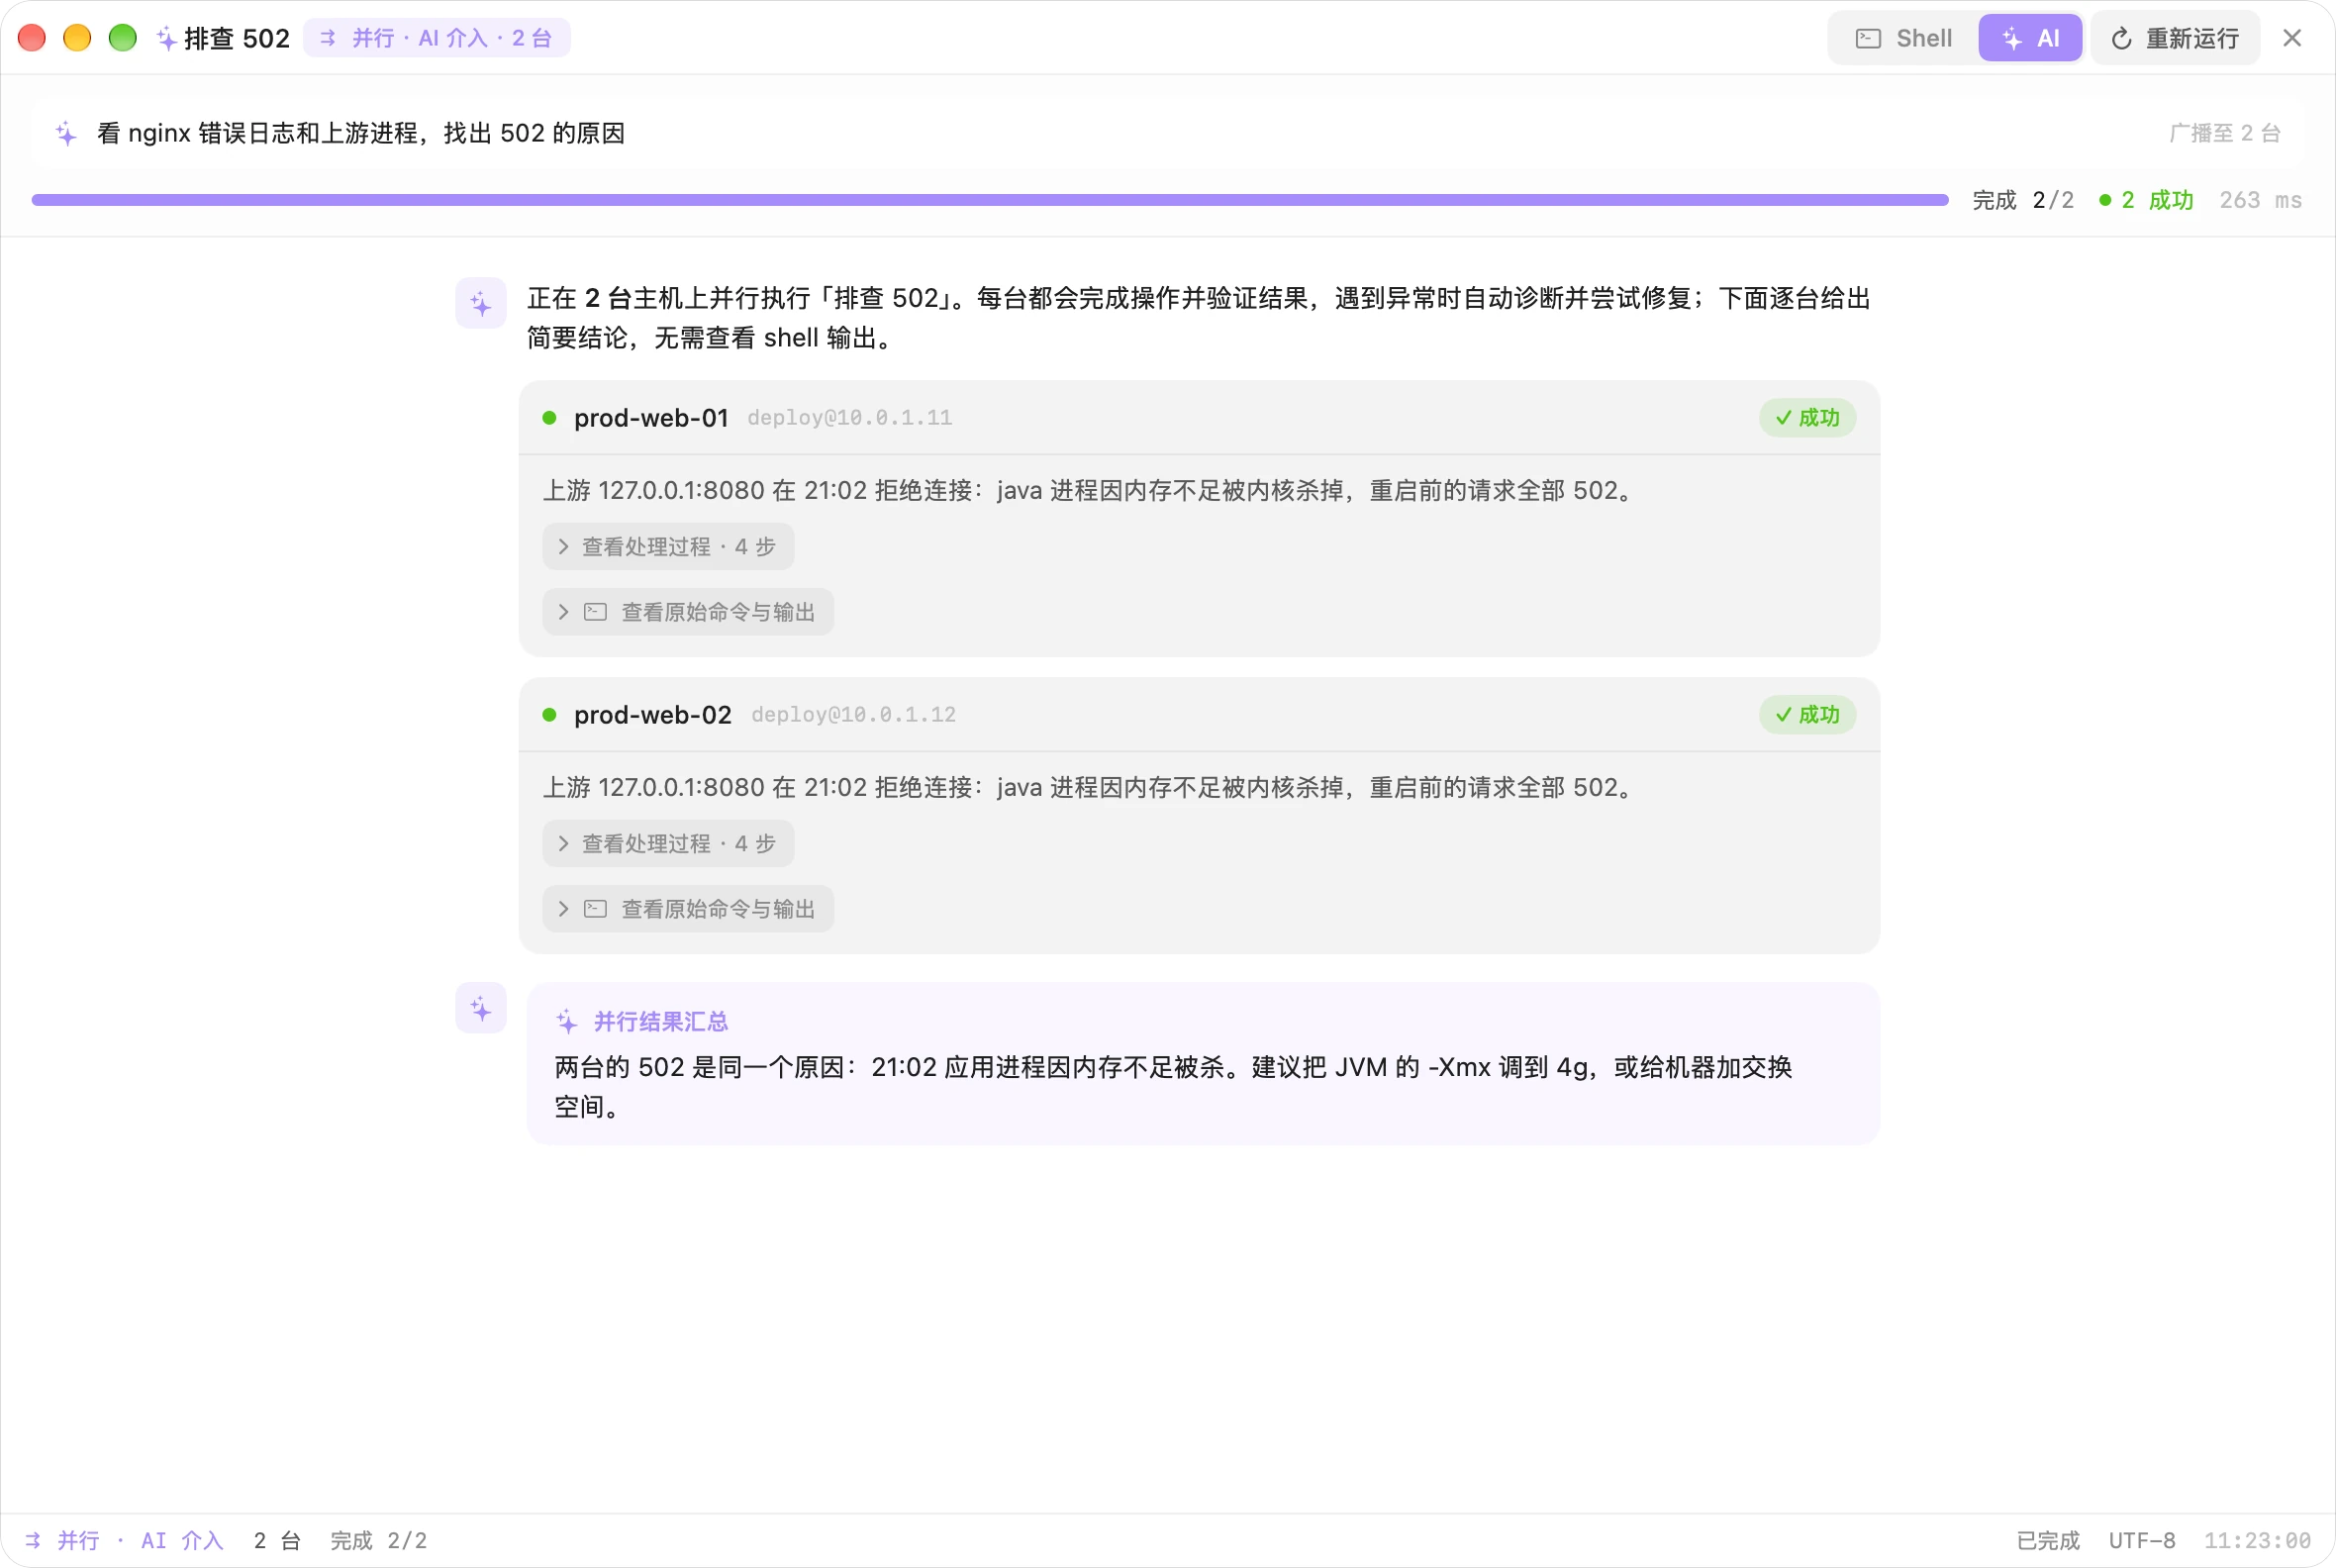 排查 502
并行 · AI 介入 · 2 台
Shell
AI
重新运行
看 nginx 错误日志和上游进程，找出 502 的原因
广播至 2 台
完成 2/2
2 成功
263 ms
正在 2 台主机上并行执行「排查 502」。每台都会完成操作并验证结果，遇到异常时自动诊断并尝试修复；下面逐台给出
简要结论，无需查看 shell 输出。
prod-web-01 deploy@10.0.1.11
成功
上游 127.0.0.1:8080 在 21:02 拒绝连接：java 进程因内存不足被内核杀掉，重启前的请求全部 502。
查看处理过程 · 4 步
查看原始命令与输出
prod-web-02 deploy@10.0.1.12
成功
上游 127.0.0.1:8080 在 21:02 拒绝连接：java 进程因内存不足被内核杀掉，重启前的请求全部 502。
查看处理过程 · 4 步
查看原始命令与输出
并行结果汇总
两台的 502 是同一个原因：21:02 应用进程因内存不足被杀。建议把 JVM 的 -Xmx 调到 4g，或给机器加交换
空间。
并行 · AI 介入
2 台
完成 2/2
已完成
UTF-8
11:23:00